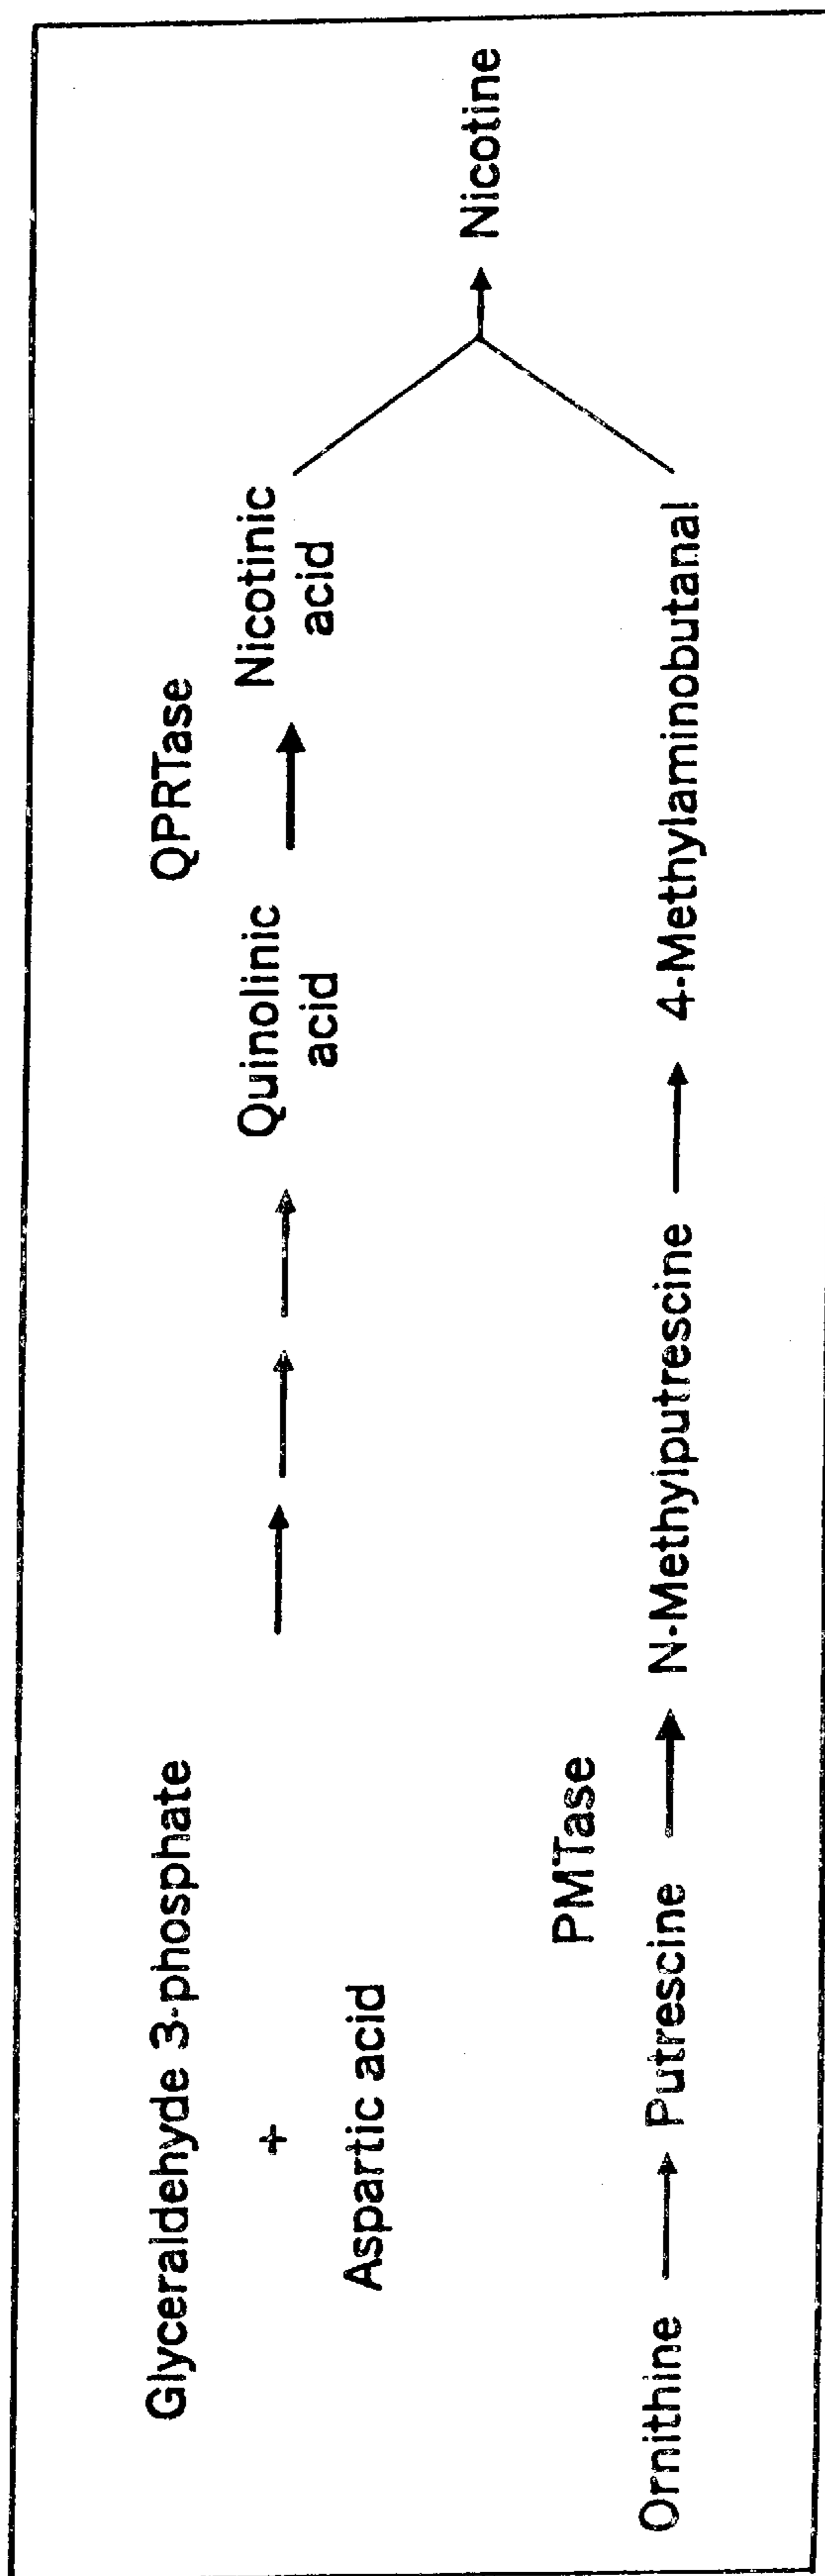 Glyceraldehyde 3-phosphate
+
Aspartic acid
Quinolinic
acid
QPRTase
Nicotinic
acid
Nicotine
Ornithine
Putrescine
PMTase
N-Methylputrescine
4-Methylaminobutanal